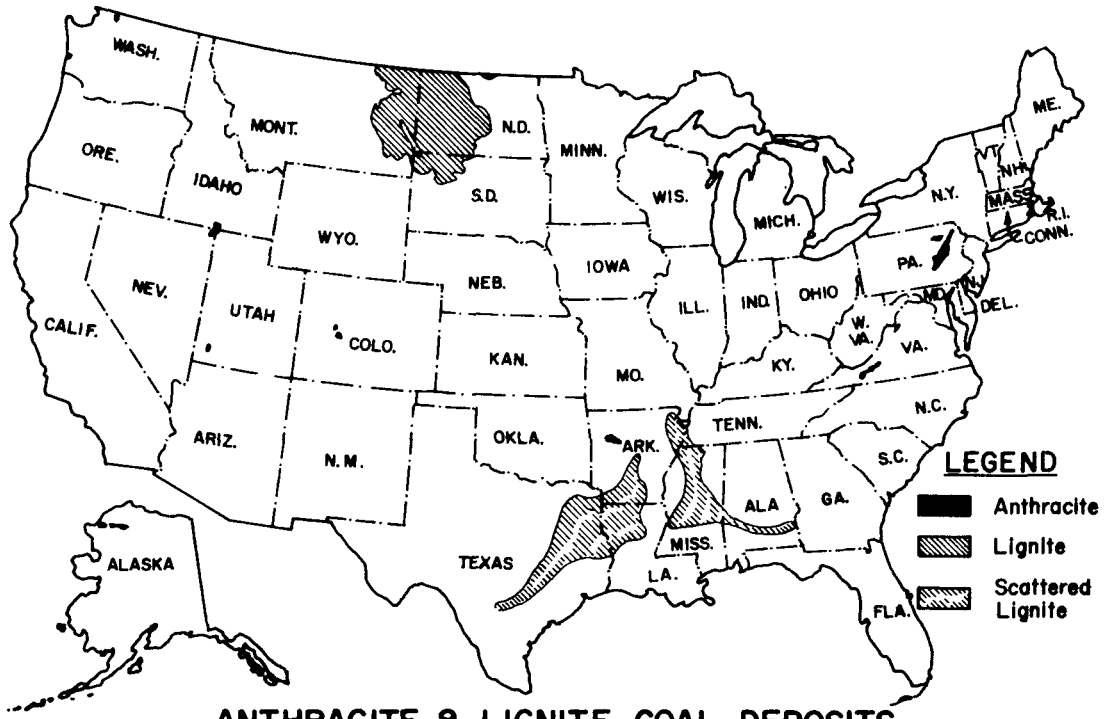 WASH.
MONT.
N.D.
MINN.
ME.
VT.
N.H.
ORE.
IDAHO
WYO.
S.D.
WIS.
MICH.
N.Y.
MASS.
R.I.
CONN.
NEV.
UTAH
COLO.
NEB.
IOWA
ILL.
IND.
OHIO
PA.
N.J.
MD.
DEL.
CALIF.
KAN.
MO.
KY.
W.
VA.
VA.
ARIZ.
N.M.
OKLA.
ARK.
TENN.
N.C.
S.C.
TEXAS
LA.
MISS.
ALA
GA.
FLA.
ALASKA
LEGEND
Anthracite
Lignite
Scattered
Lignite
ANTHRACITE & LIGNITE COAL DEPOSITS